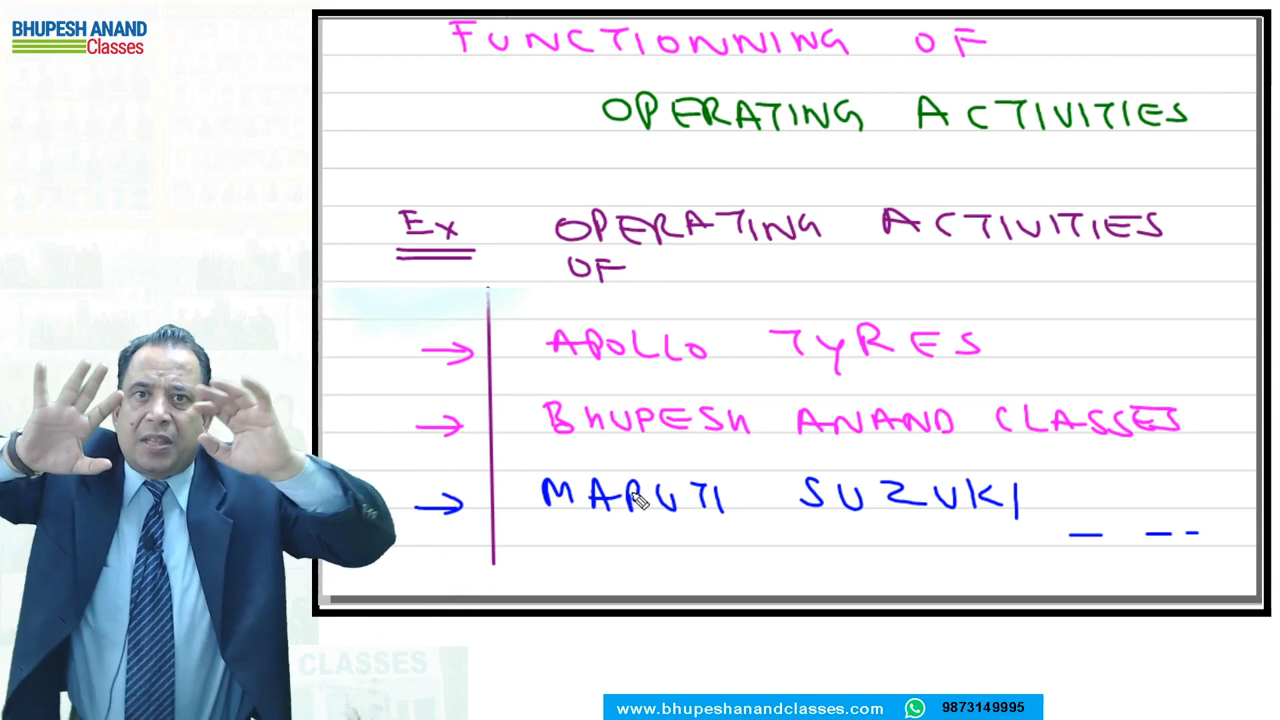 BHUPESH ANAND
Classes
FUNCTIONNING OF
OPERATING ACTIVITIES
Ex OPERATING ACTIVITIES
OF
→ APOLLO TYRES
→ BHUPESH ANAND CLASSES
→ MARUTI SUZUKI _ _ -
CLASSES
www.bhupeshanandclasses.com 9873149995